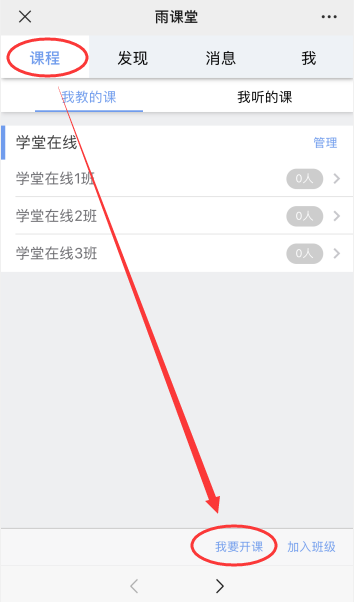 雨课堂
课程 发现 消息 我
我教的课 我听的课
学堂在线 管理
学堂在线1班 0人
学堂在线2班 0人
学堂在线3班 0人
我要开课 加入班级